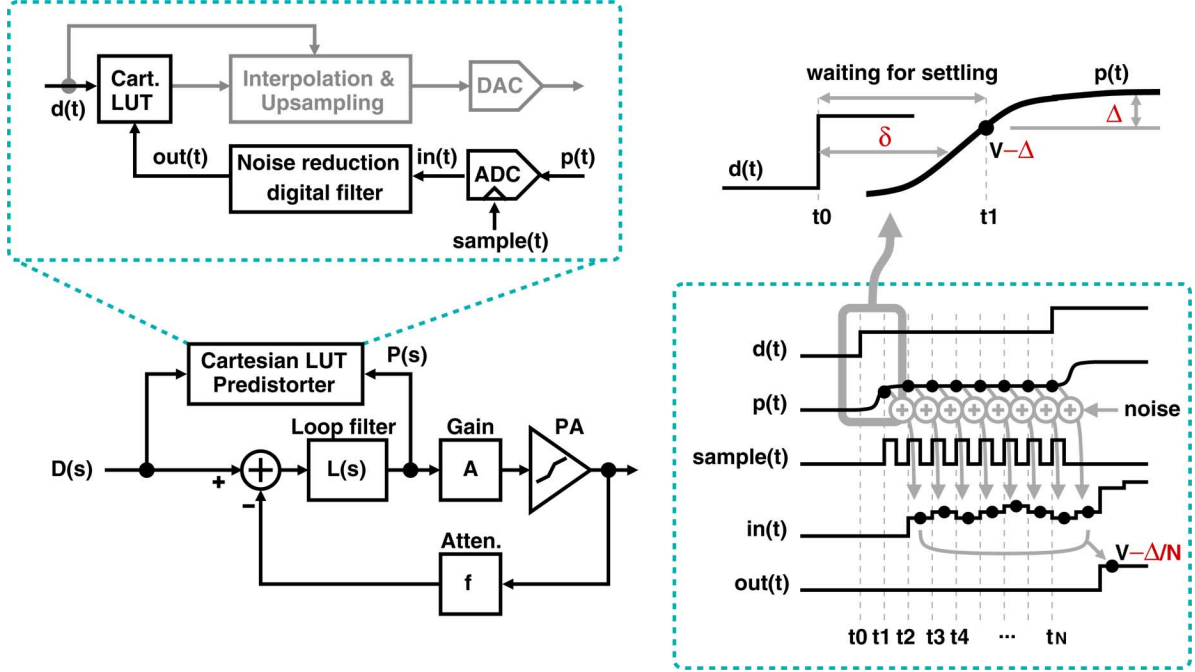 Cart.
LUT
Interpolation &
Upsampling
DAC
d(t)
out(t)
Noise reduction
digital filter
in(t)
ADC
p(t)
sample(t)
waiting for settling
p(t)
Δ
δ
V−Δ
d(t)
t0
t1
Cartesian LUT
Predistorter
P(s)
Loop filter
Gain
PA
D(s)
+
−
L(s)
A
Atten.
f
d(t)
p(t)
noise
sample(t)
in(t)
V−Δ/N
out(t)
t0 t1 t2 t3 t4 ... tN